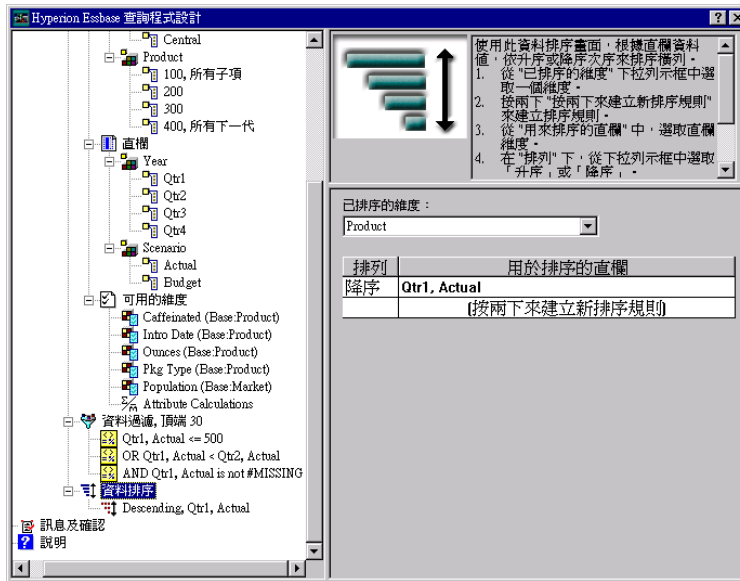 Hyperion Essbase 查詢程式設計
Central
Product
100, 所有子項
200
300
400, 所有下一代
直欄
Year
Qtr1
Qtr2
Qtr3
Qtr4
Scenario
Actual
Budget
可用的維度
Caffeinated (Base:Product)
Intro Date (Base:Product)
Ounces (Base:Product)
Pkg Type (Base:Product)
Population (Base:Market)
Attribute Calculations
資料過濾, 頂端 30
Qtr1, Actual <= 500
OR Qtr1, Actual < Qtr2, Actual
AND Qtr1, Actual is not #MISSING
資料排序
Descending, Qtr1, Actual
訊息及確認
說明
使用此資料排序畫面，根據直欄資料
值，依升序或降序次序來排序橫列。
1. 從 "已排序的維度" 下拉列示框中選
取一個維度。
2. 按兩下 "按兩下來建立新排序規則"
來建立排序規則。
3. 從 "用來排序的直欄" 中，選取直欄
維度。
4. 在 "排列" 下，從下拉列示框中選取
「升序」或「降序」。
已排序的維度：
Product
排列 用於排序的直欄
降序 Qtr1, Actual
(按兩下來建立新排序規則)